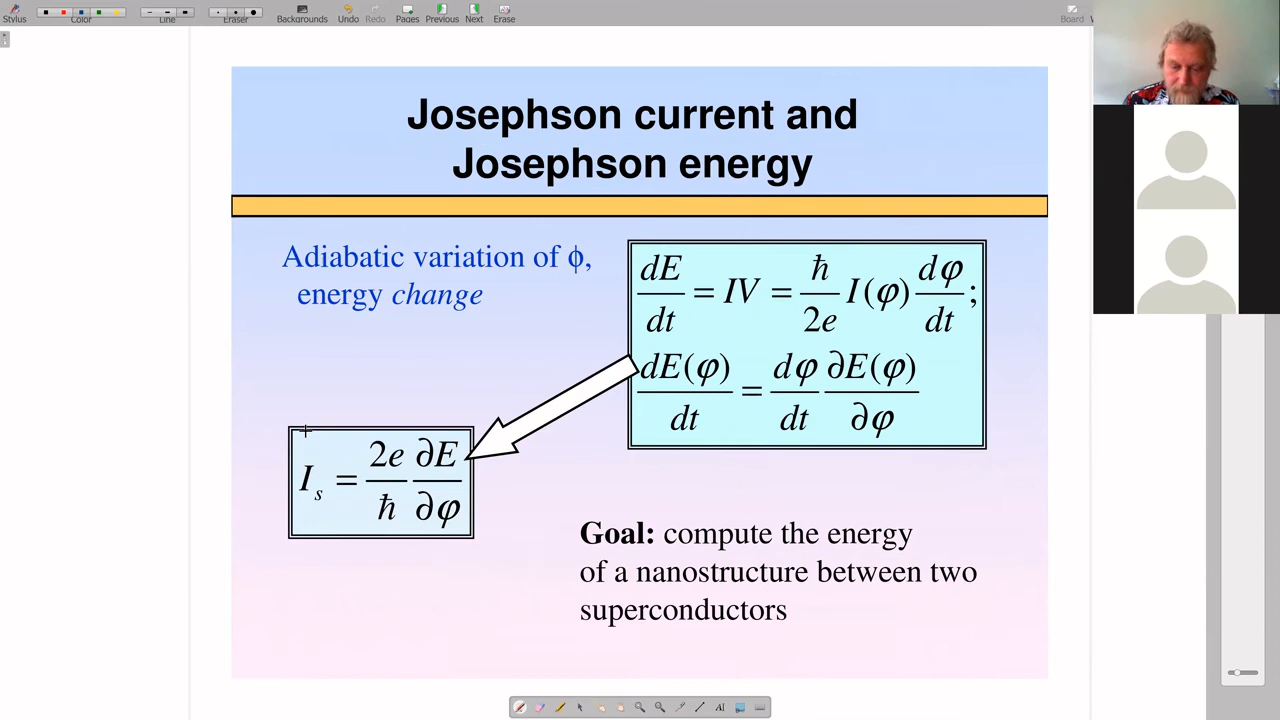 Stylus
Color
Line
Eraser
Backgrounds
Undo
Redo
Pages
Previous
Next
Erase
Board
Josephson current and
Josephson energy
Adiabatic variation of ϕ,
energy change
dE/dt = IV = ℏ/2e I(φ) dφ/dt ;
dE(φ)/dt = dφ/dt ∂E(φ)/∂φ
I_s = 2e/ℏ ∂E/∂φ
Goal: compute the energy
of a nanostructure between two
superconductors